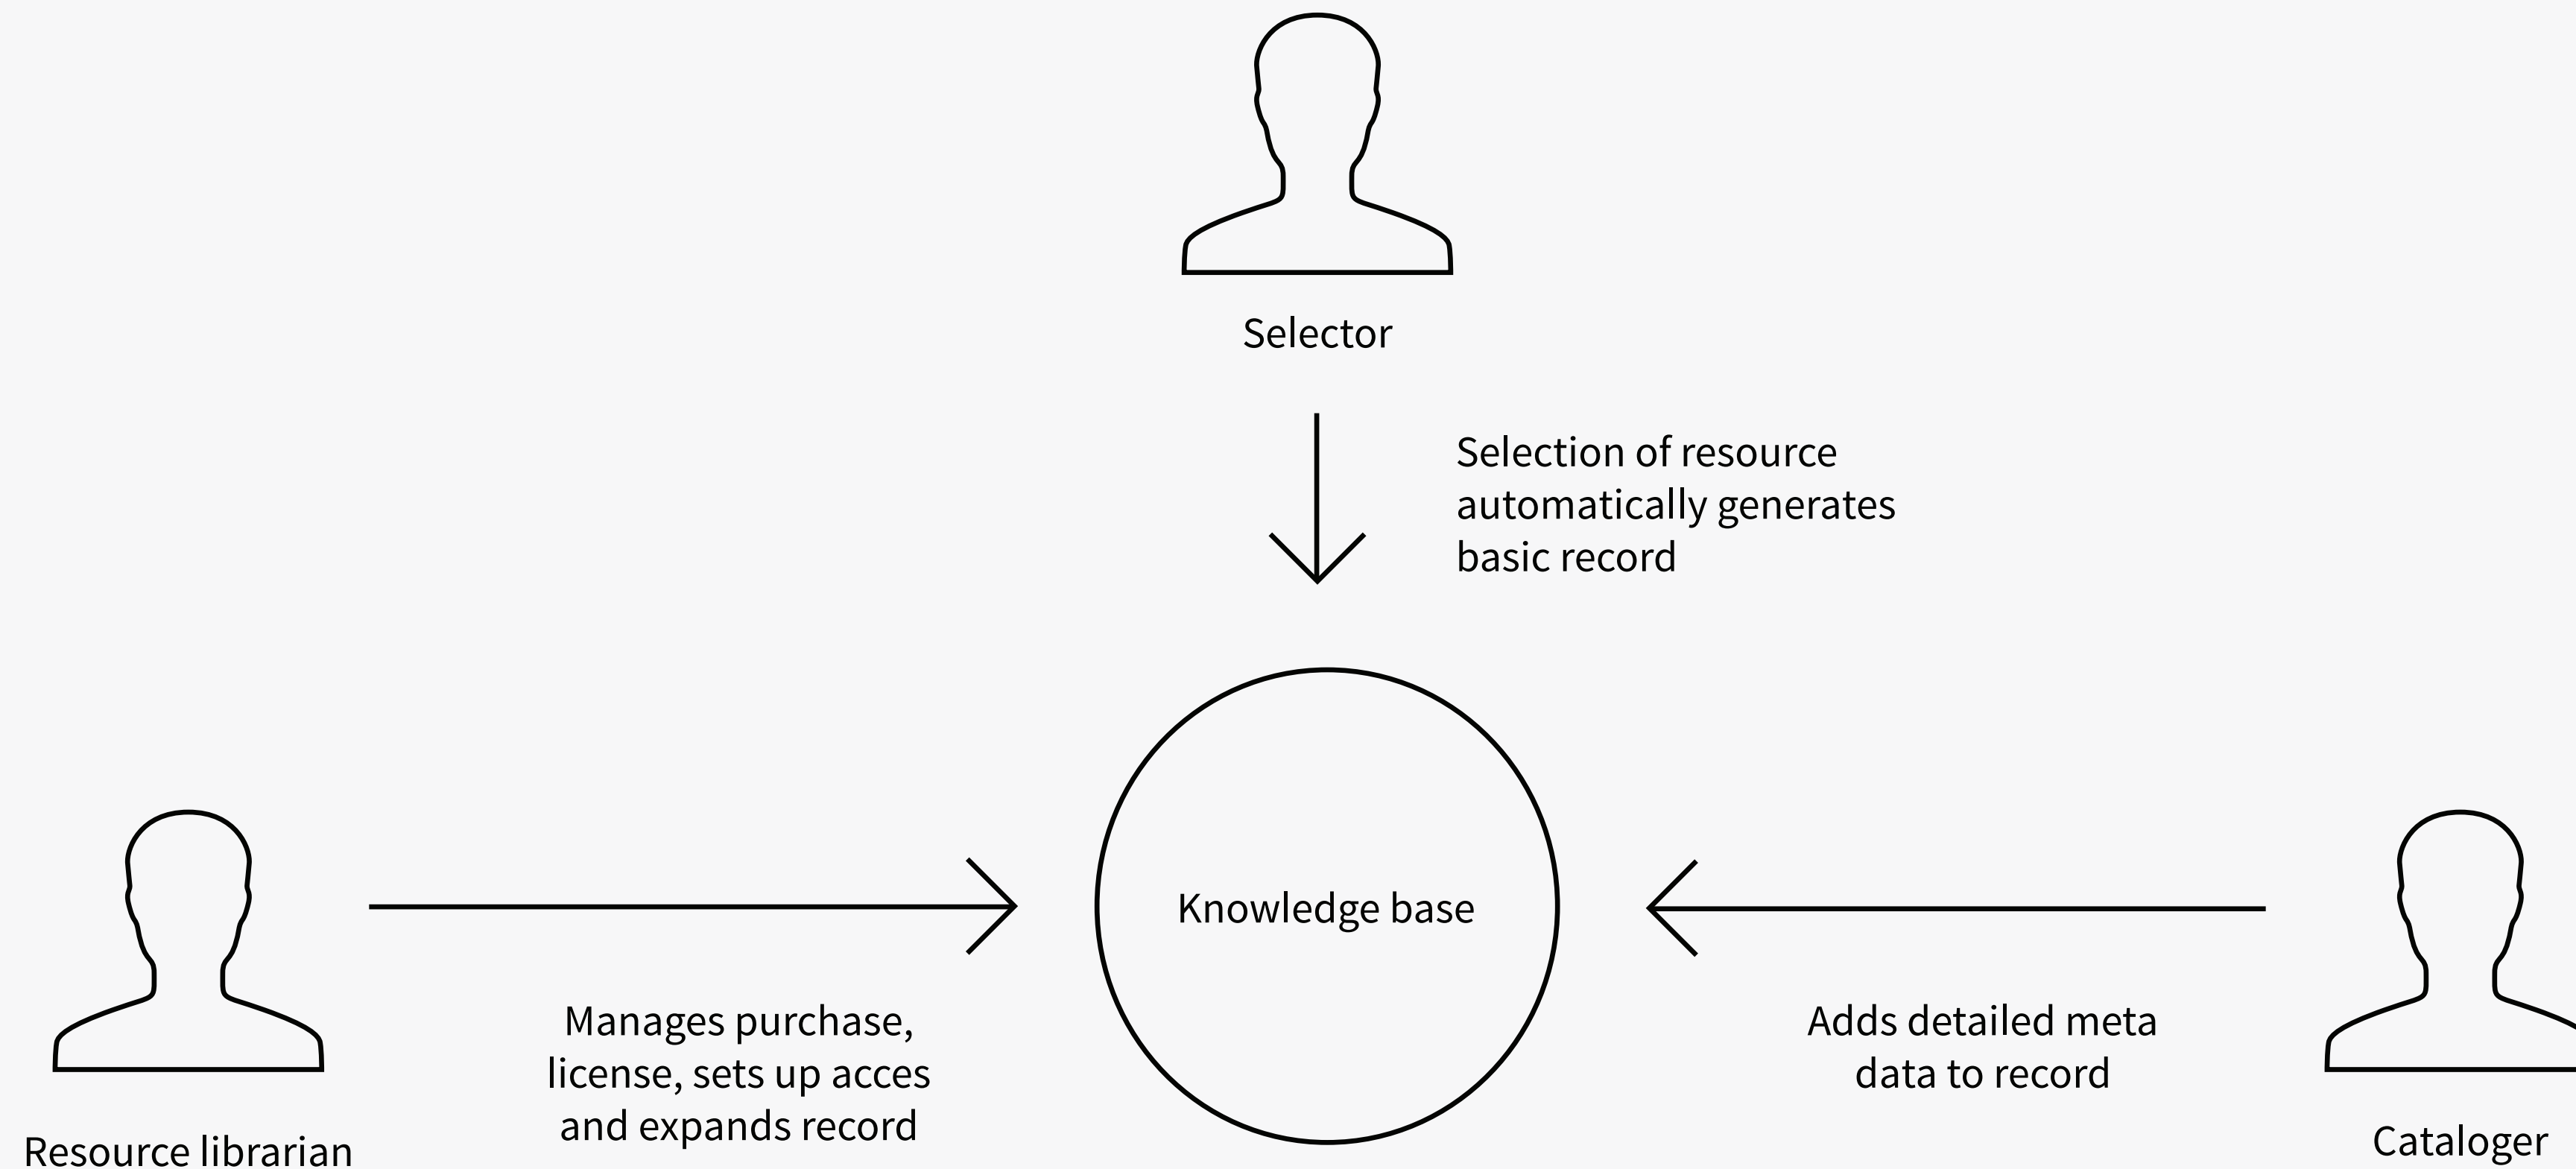 Selector
Selection of resource
automatically generates
basic record
Knowledge base
Manages purchase,
license, sets up acces
and expands record
Adds detailed meta
data to record
Resource librarian
Cataloger